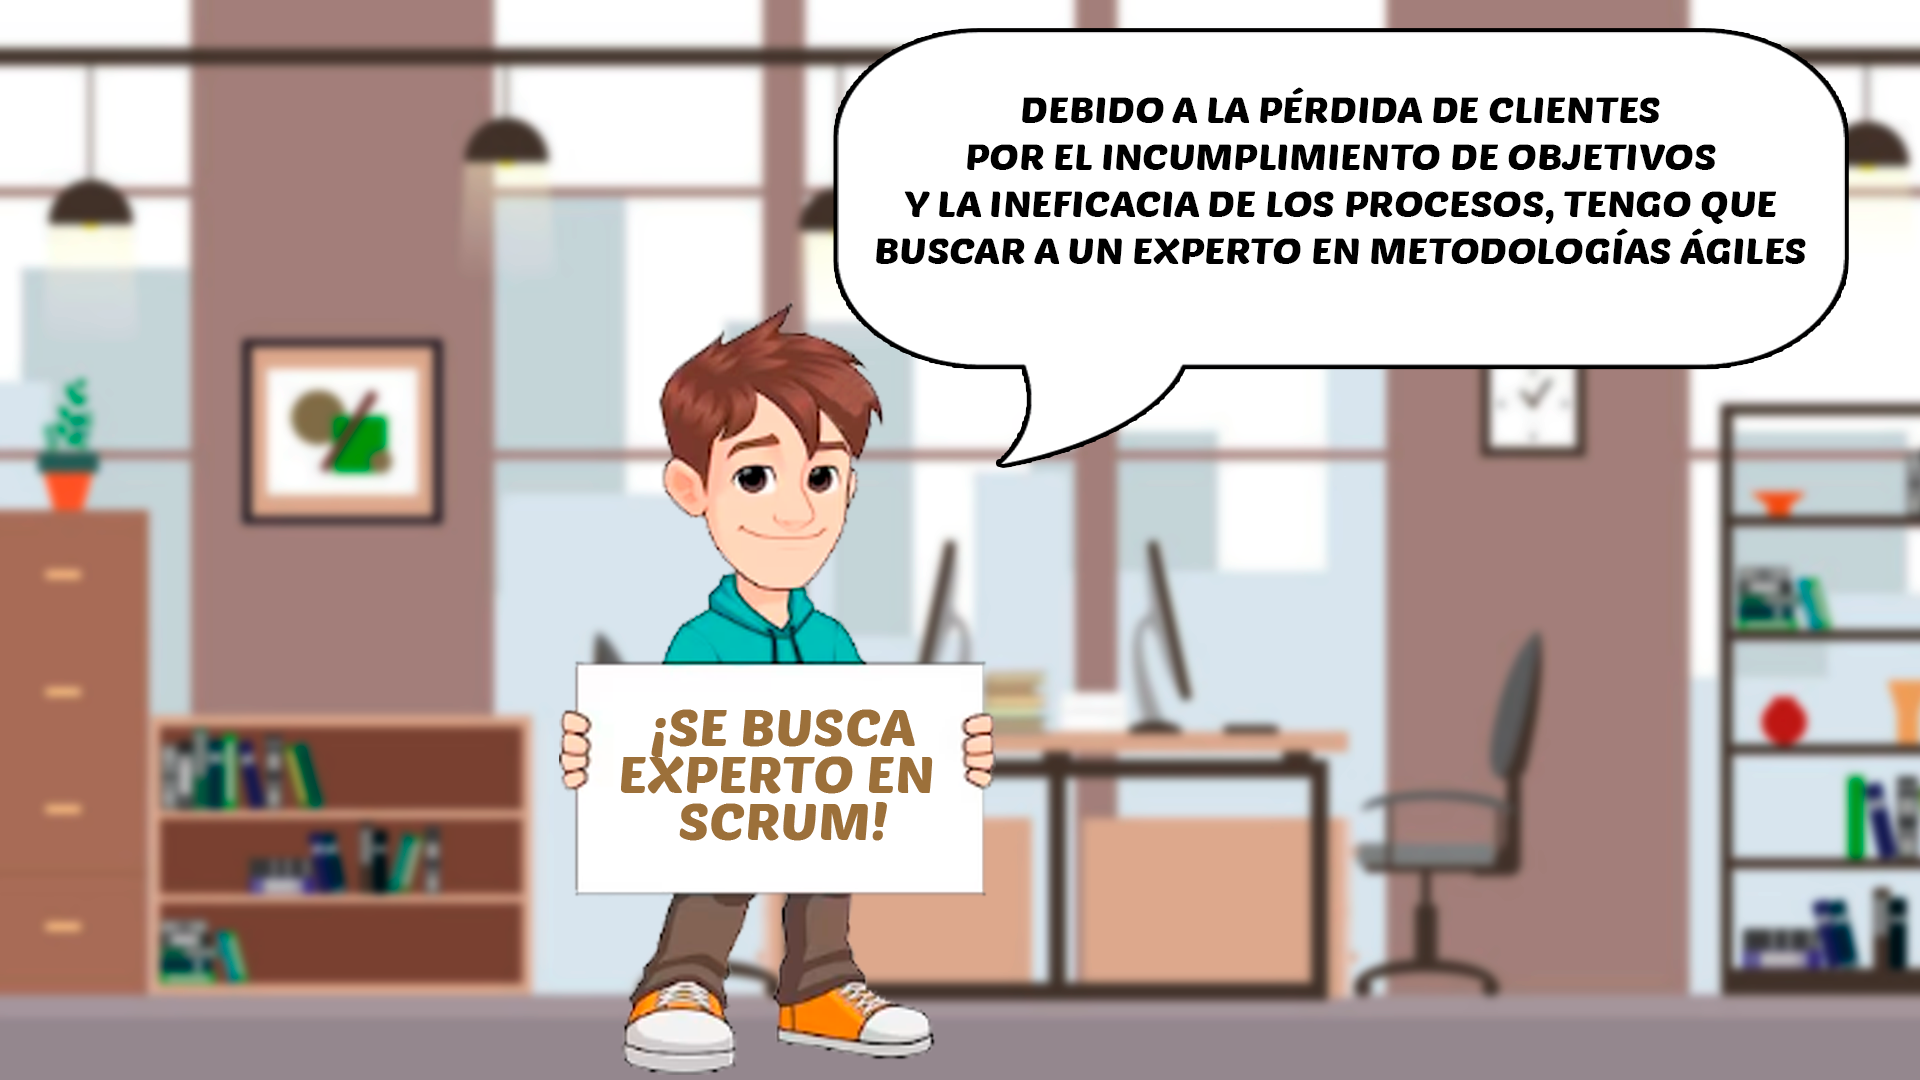 DEBIDO A LA PÉRDIDA DE CLIENTES
POR EL INCUMPLIMIENTO DE OBJETIVOS
Y LA INEFICACIA DE LOS PROCESOS, TENGO QUE
BUSCAR A UN EXPERTO EN METODOLOGÍAS ÁGILES
¡SE BUSCA
EXPERTO EN
SCRUM!